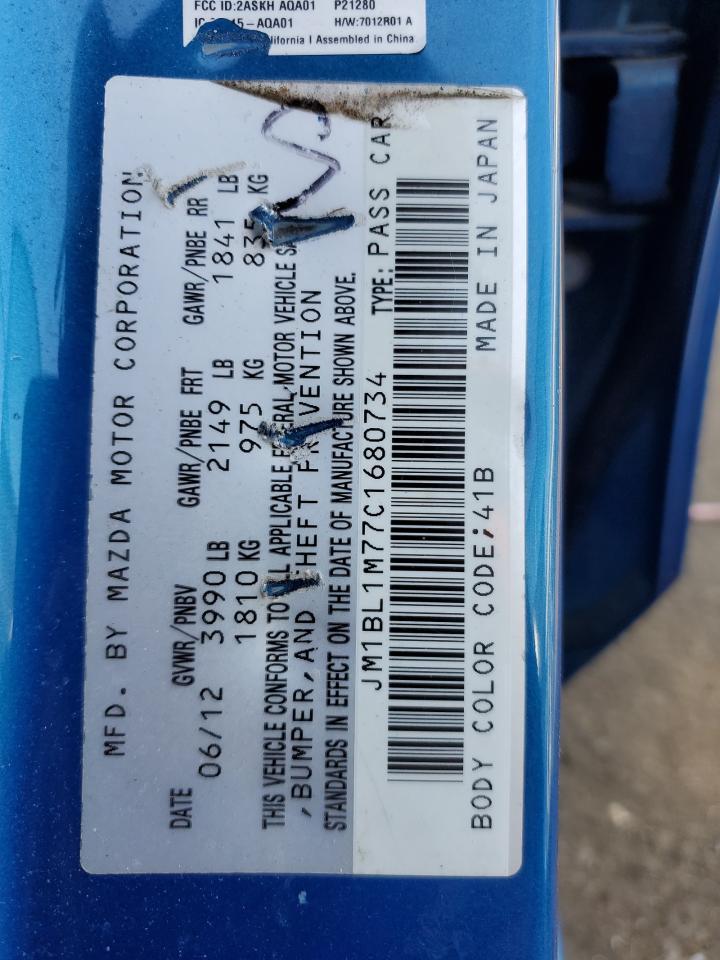 FCC ID:2ASKH AQA01 P21280
AQA01 H/W:7012R01 A
Assembled in China
MFD. BY MAZDA MOTOR CORPORATION
DATE GVWR/PNBV GAWR/PNBE FRT GAWR/PNBE RR
06/12 3990 LB 2149 LB 1841 LB
1810 KG 975 KG KG
THIS VEHICLE CONFORMS TO APPLICABLE MOTOR VEHICLE
,BUMPER, AND VENTION
STANDARDS IN EFFECT ON THE DATE OF MANUFACTURE SHOWN ABOVE.
JM1BL1M77C1680734 TYPE: PASS CAR
BODY COLOR CODE: 41B MADE IN JAPAN